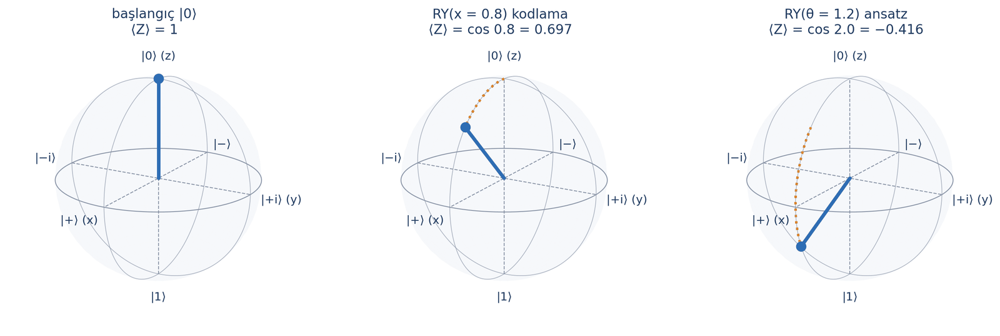 başlangıç |0⟩
⟨Z⟩ = 1
|0⟩ (z)
|−⟩
|−i⟩
|+i⟩ (y)
|+⟩ (x)
|1⟩
RY(x = 0.8) kodlama
⟨Z⟩ = cos 0.8 = 0.697
|0⟩ (z)
|−⟩
|−i⟩
|+i⟩ (y)
|+⟩ (x)
|1⟩
RY(θ = 1.2) ansatz
⟨Z⟩ = cos 2.0 = −0.416
|0⟩ (z)
|−⟩
|−i⟩
|+i⟩ (y)
|+⟩ (x)
|1⟩